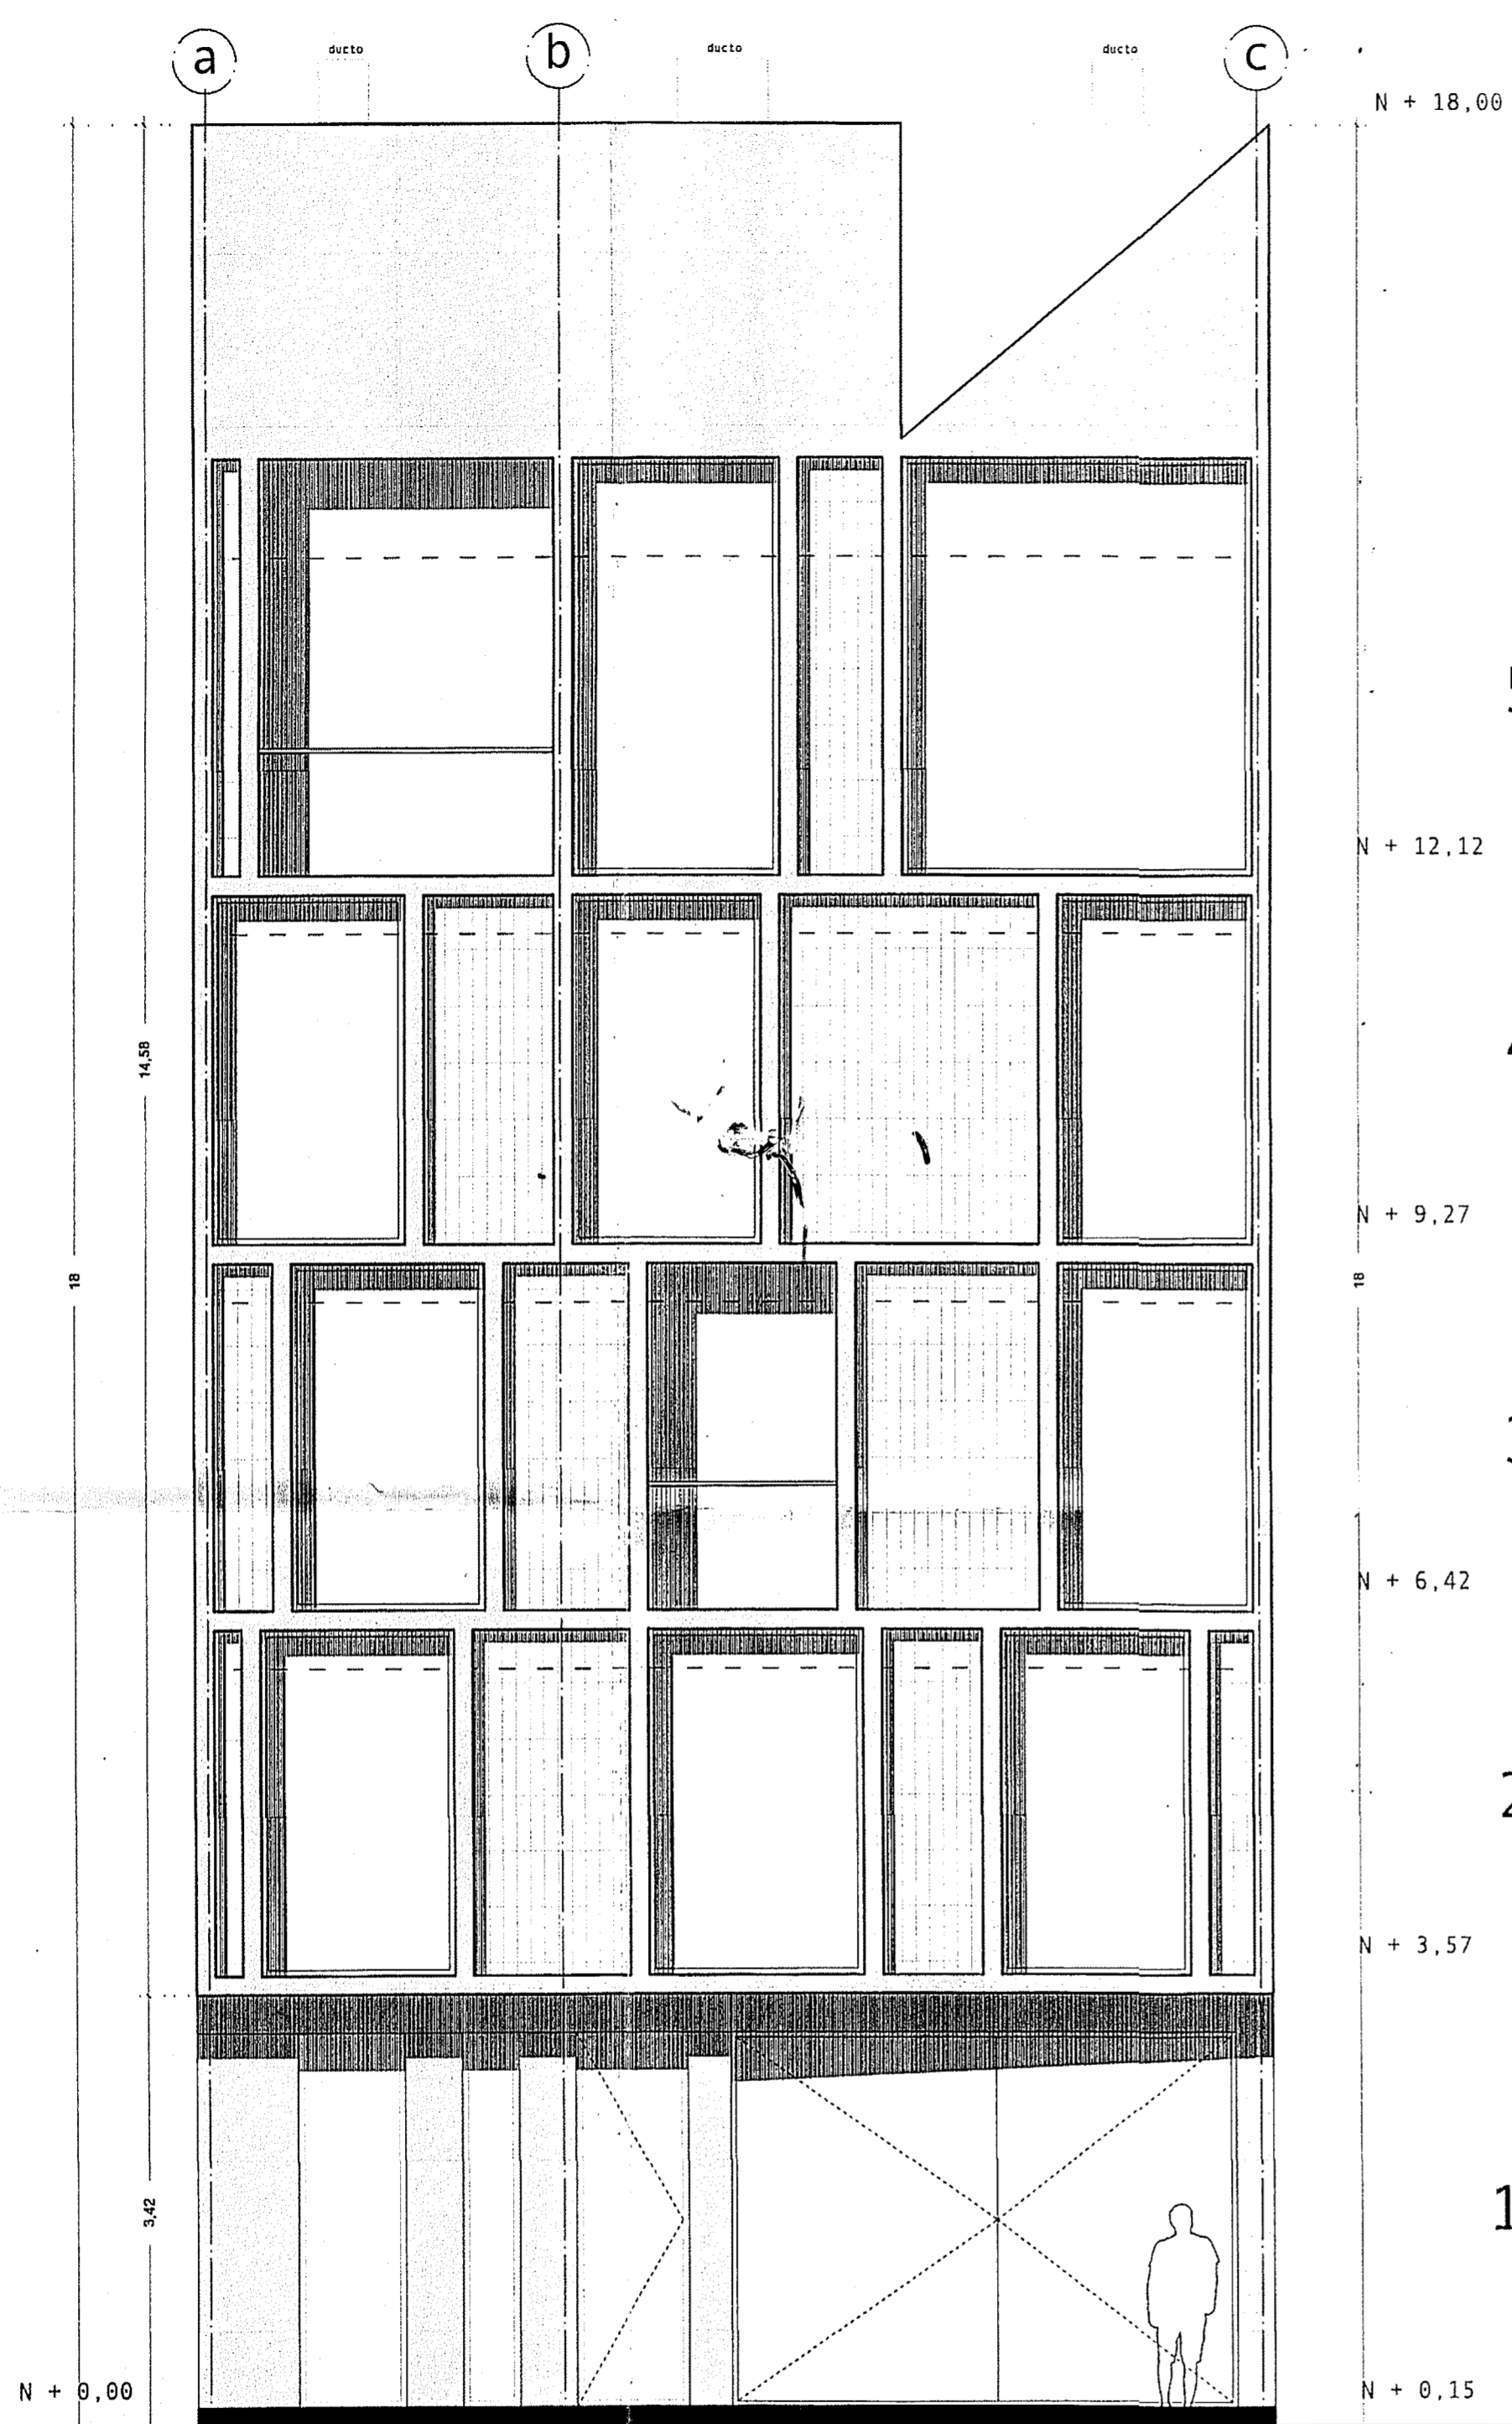 a
ducto
b
ducto
ducto
c
N + 18,00
N + 12,12
14,58
N + 9,27
18
18
N + 6,42
2
N + 3,57
3,42
1
N + 0,00
N + 0,15